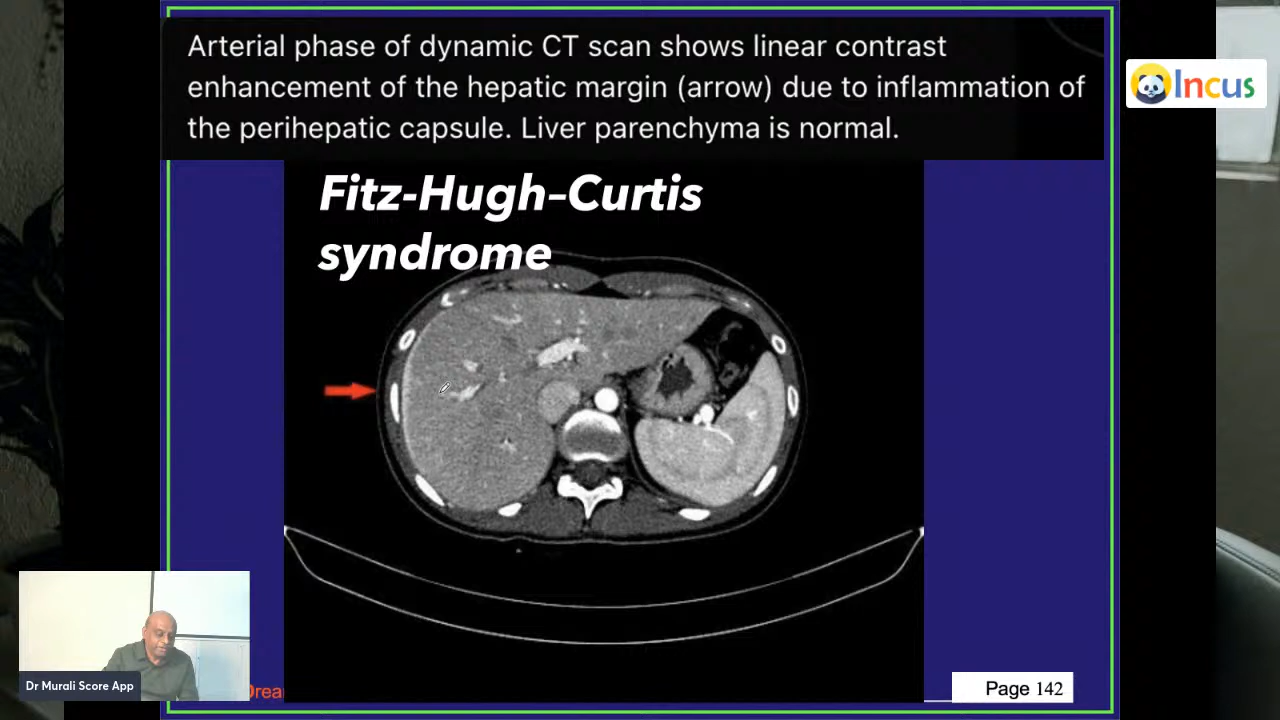 Arterial phase of dynamic CT scan shows linear contrast
enhancement of the hepatic margin (arrow) due to inflammation of
the perihepatic capsule. Liver parenchyma is normal.
Incus
Fitz-Hugh–Curtis
syndrome
Dr Murali Score App
Page 142